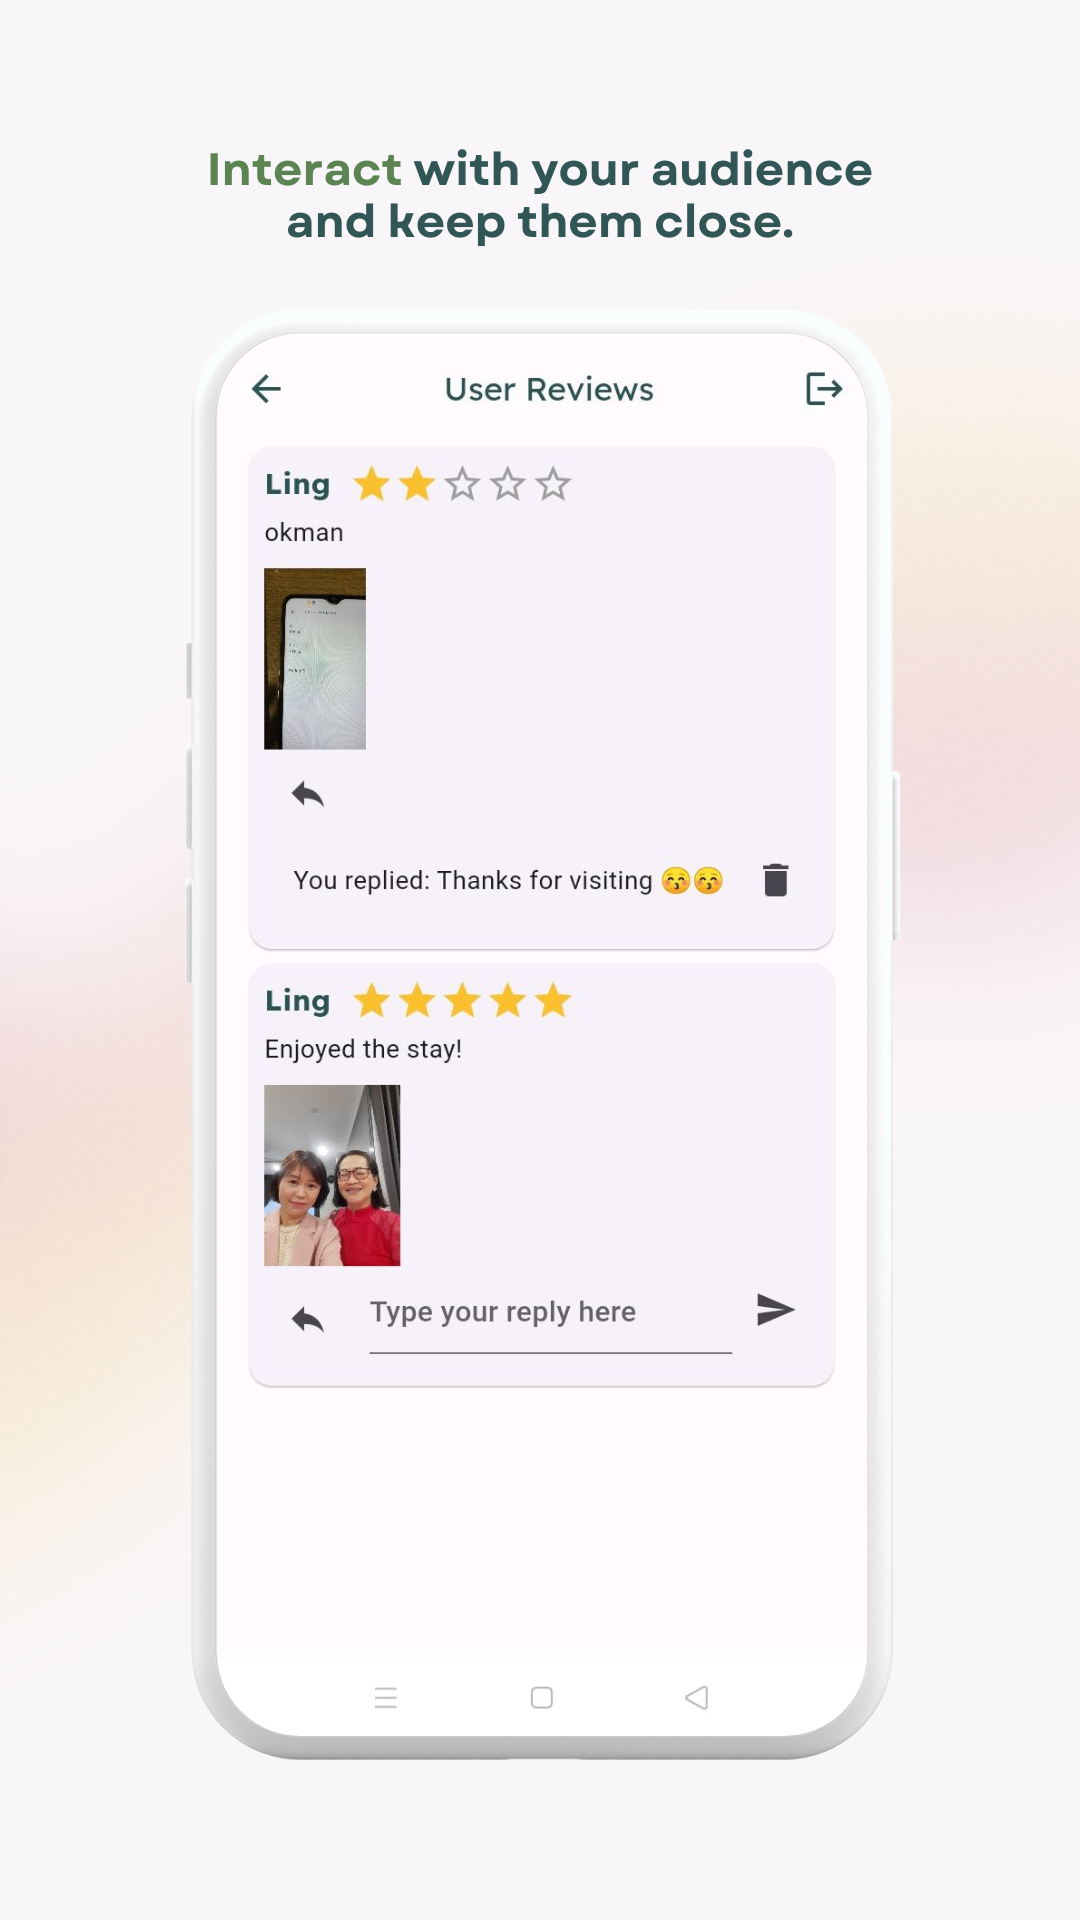 Interact with your audience
and keep them close.
User Reviews
Ling
okman
You replied: Thanks for visiting 😚😚
Ling
Enjoyed the stay!
Type your reply here